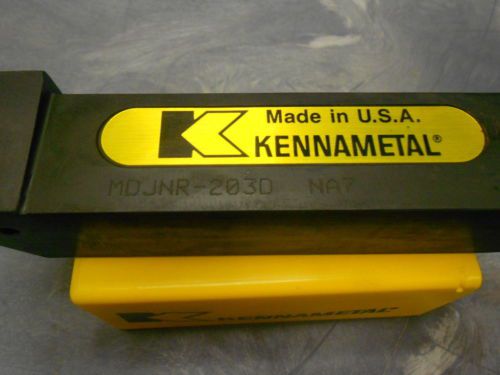 Made in U.S.A.
KENNAMETAL®
MDJNR-203D NA7
KENNAMETAL